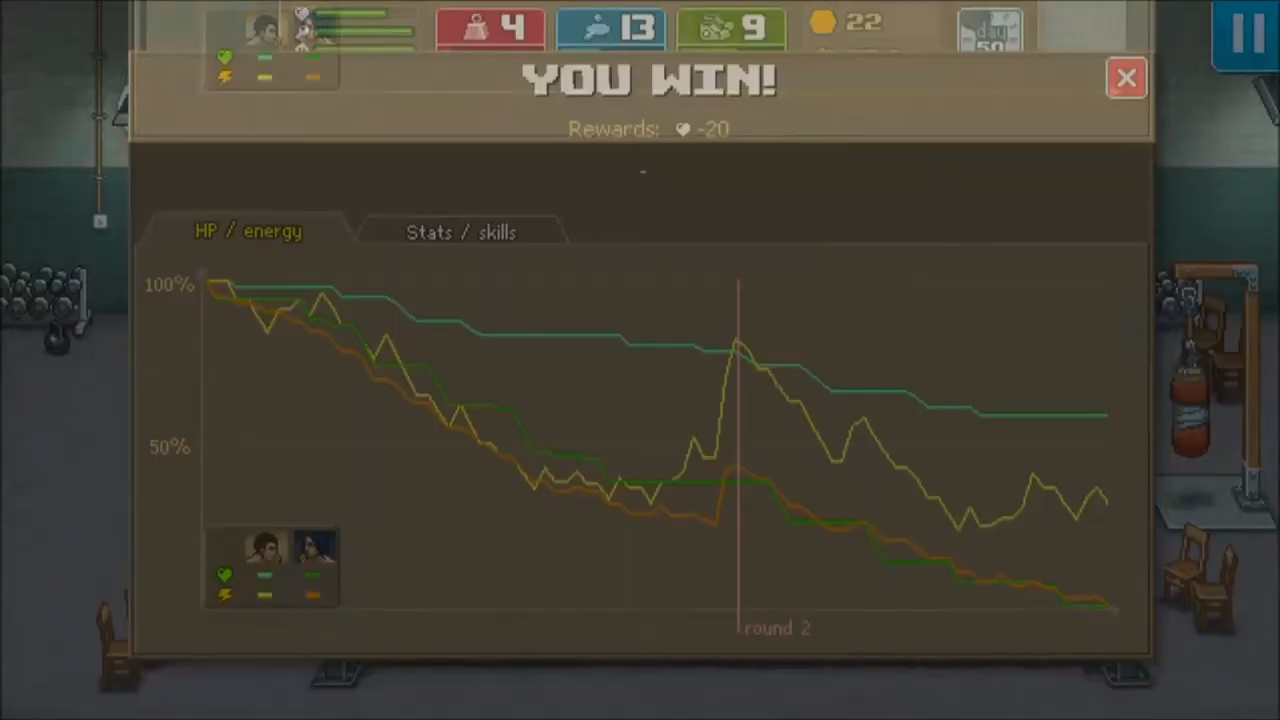 4 13 9 22
day
50
YOU WIN!
Rewards: -20
-
HP / energy Stats / skills
100%
50%
round 2